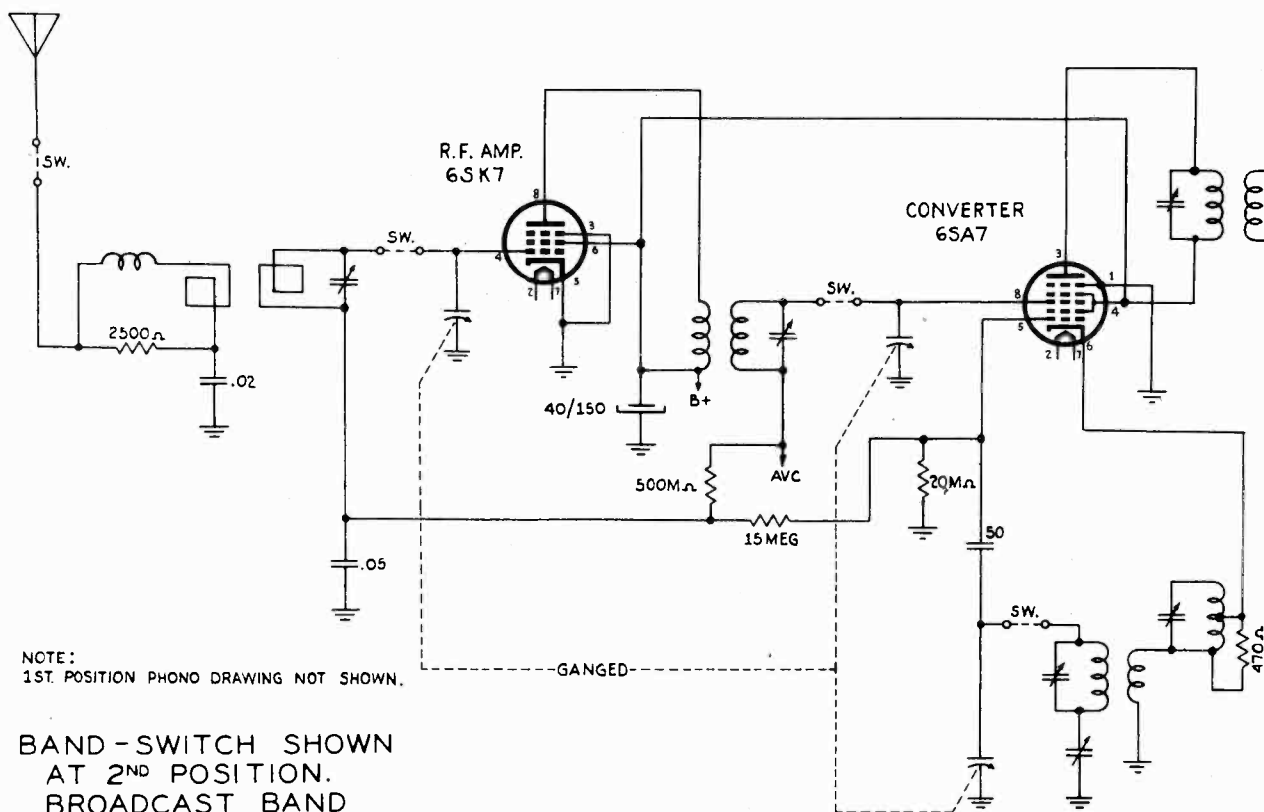 SW.
R.F. AMP.
6SK7
8
3
6
4
5
2
7
SW.
CONVERTER
6SA7
3
1
8
4
5
6
2
7
SW.
2500Ω
.02
40/150
B+
AVC
500MΩ
20MΩ
15 MEG
.05
50
SW.
470Ω
GANGED
NOTE:
1ST. POSITION PHONO DRAWING NOT SHOWN.
BAND-SWITCH SHOWN
AT 2ND POSITION.
BROADCAST BAND